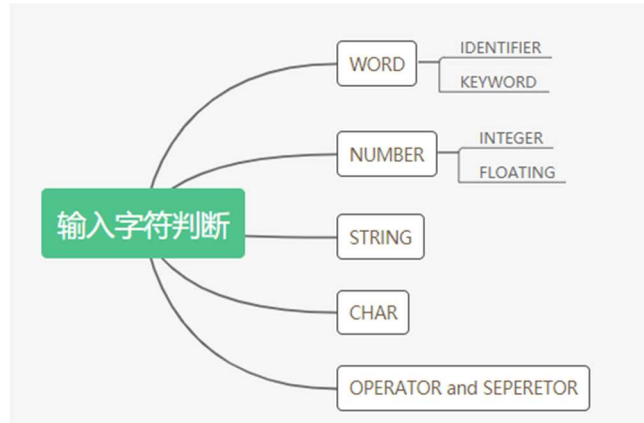 输入字符判断
WORD
IDENTIFIER
KEYWORD
NUMBER
INTEGER
FLOATING
STRING
CHAR
OPERATOR and SEPERETOR